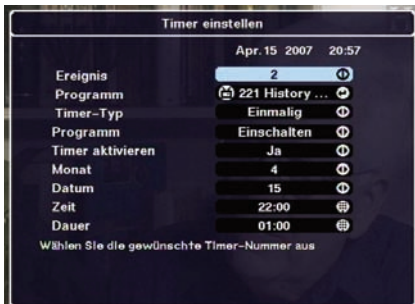 Timer einstellen
Apr.15 2007 20:57
Ereignis 2
Programm 221 History ...
Timer-Typ Einmalig
Programm Einschalten
Timer aktivieren Ja
Monat 4
Datum 15
Zeit 22:00
Dauer 01:00
Wählen Sie die gewünschte Timer-Nummer aus